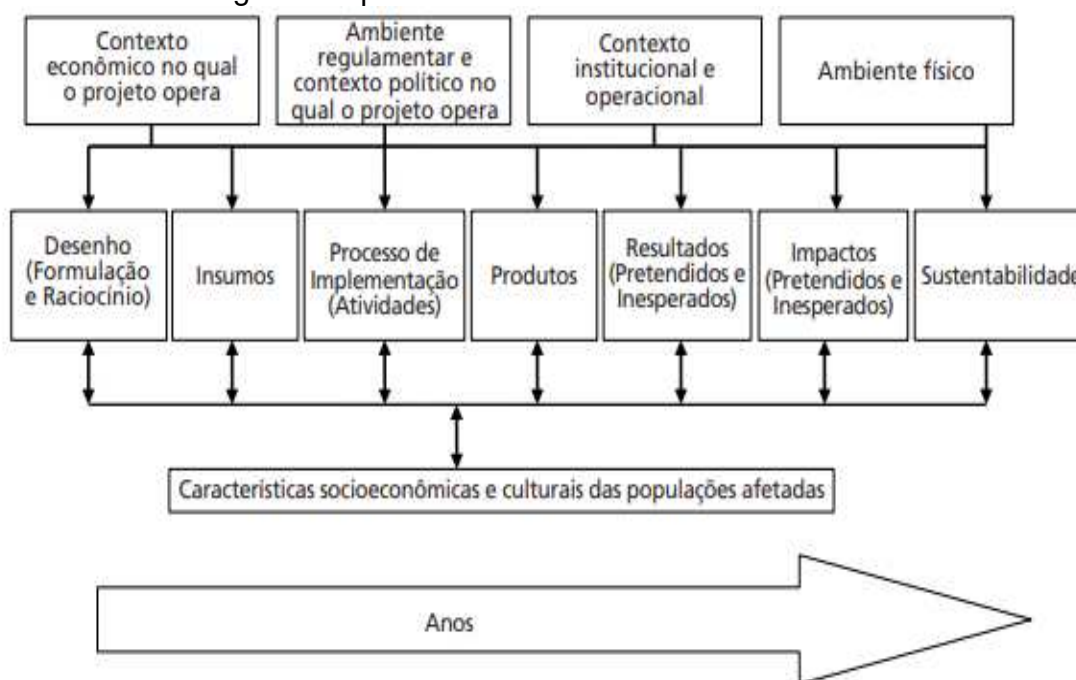 Contexto
econômico no qual
o projeto opera
Ambiente
regulamentar e
contexto político no
qual o projeto opera
Contexto
institucional e
operacional
Ambiente físico
Desenho
(Formulação
e Raciocínio)
Insumos
Processo de
Implementação
(Atividades)
Produtos
Resultados
(Pretendidos e
Inesperados)
Impactos
(Pretendidos e
Inesperados)
Sustentabilidade
Características socioeconômicas e culturais das populações afetadas
Anos